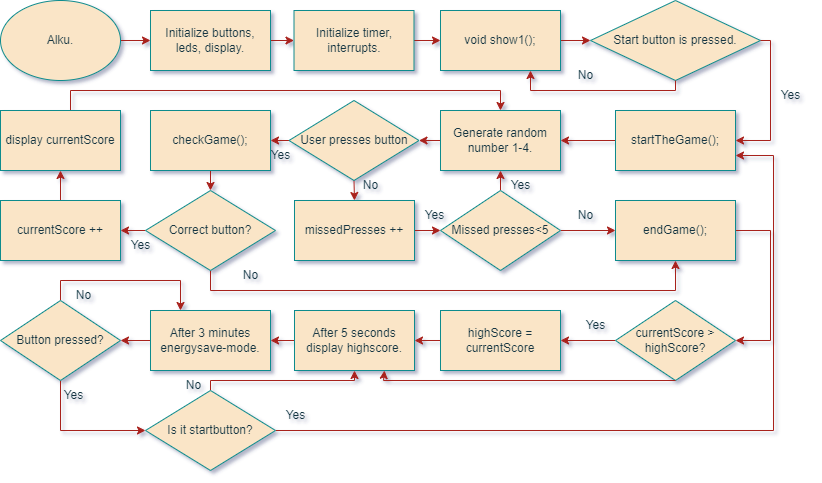 Alku.
Initialize buttons,
leds, display.
Initialize timer,
interrupts.
void show1();
Start button is pressed.
No
Yes
display currentScore
checkGame();
Yes
User presses button
No
Generate random
number 1-4.
Yes
startTheGame();
currentScore ++
Yes
Correct button?
No
missedPresses ++
Yes
Missed presses<5
No
endGame();
No
Button pressed?
Yes
After 3 minutes
energysave-mode.
After 5 seconds
display highscore.
highScore =
currentScore
Yes
currentScore >
highScore?
No
Is it startbutton?
Yes